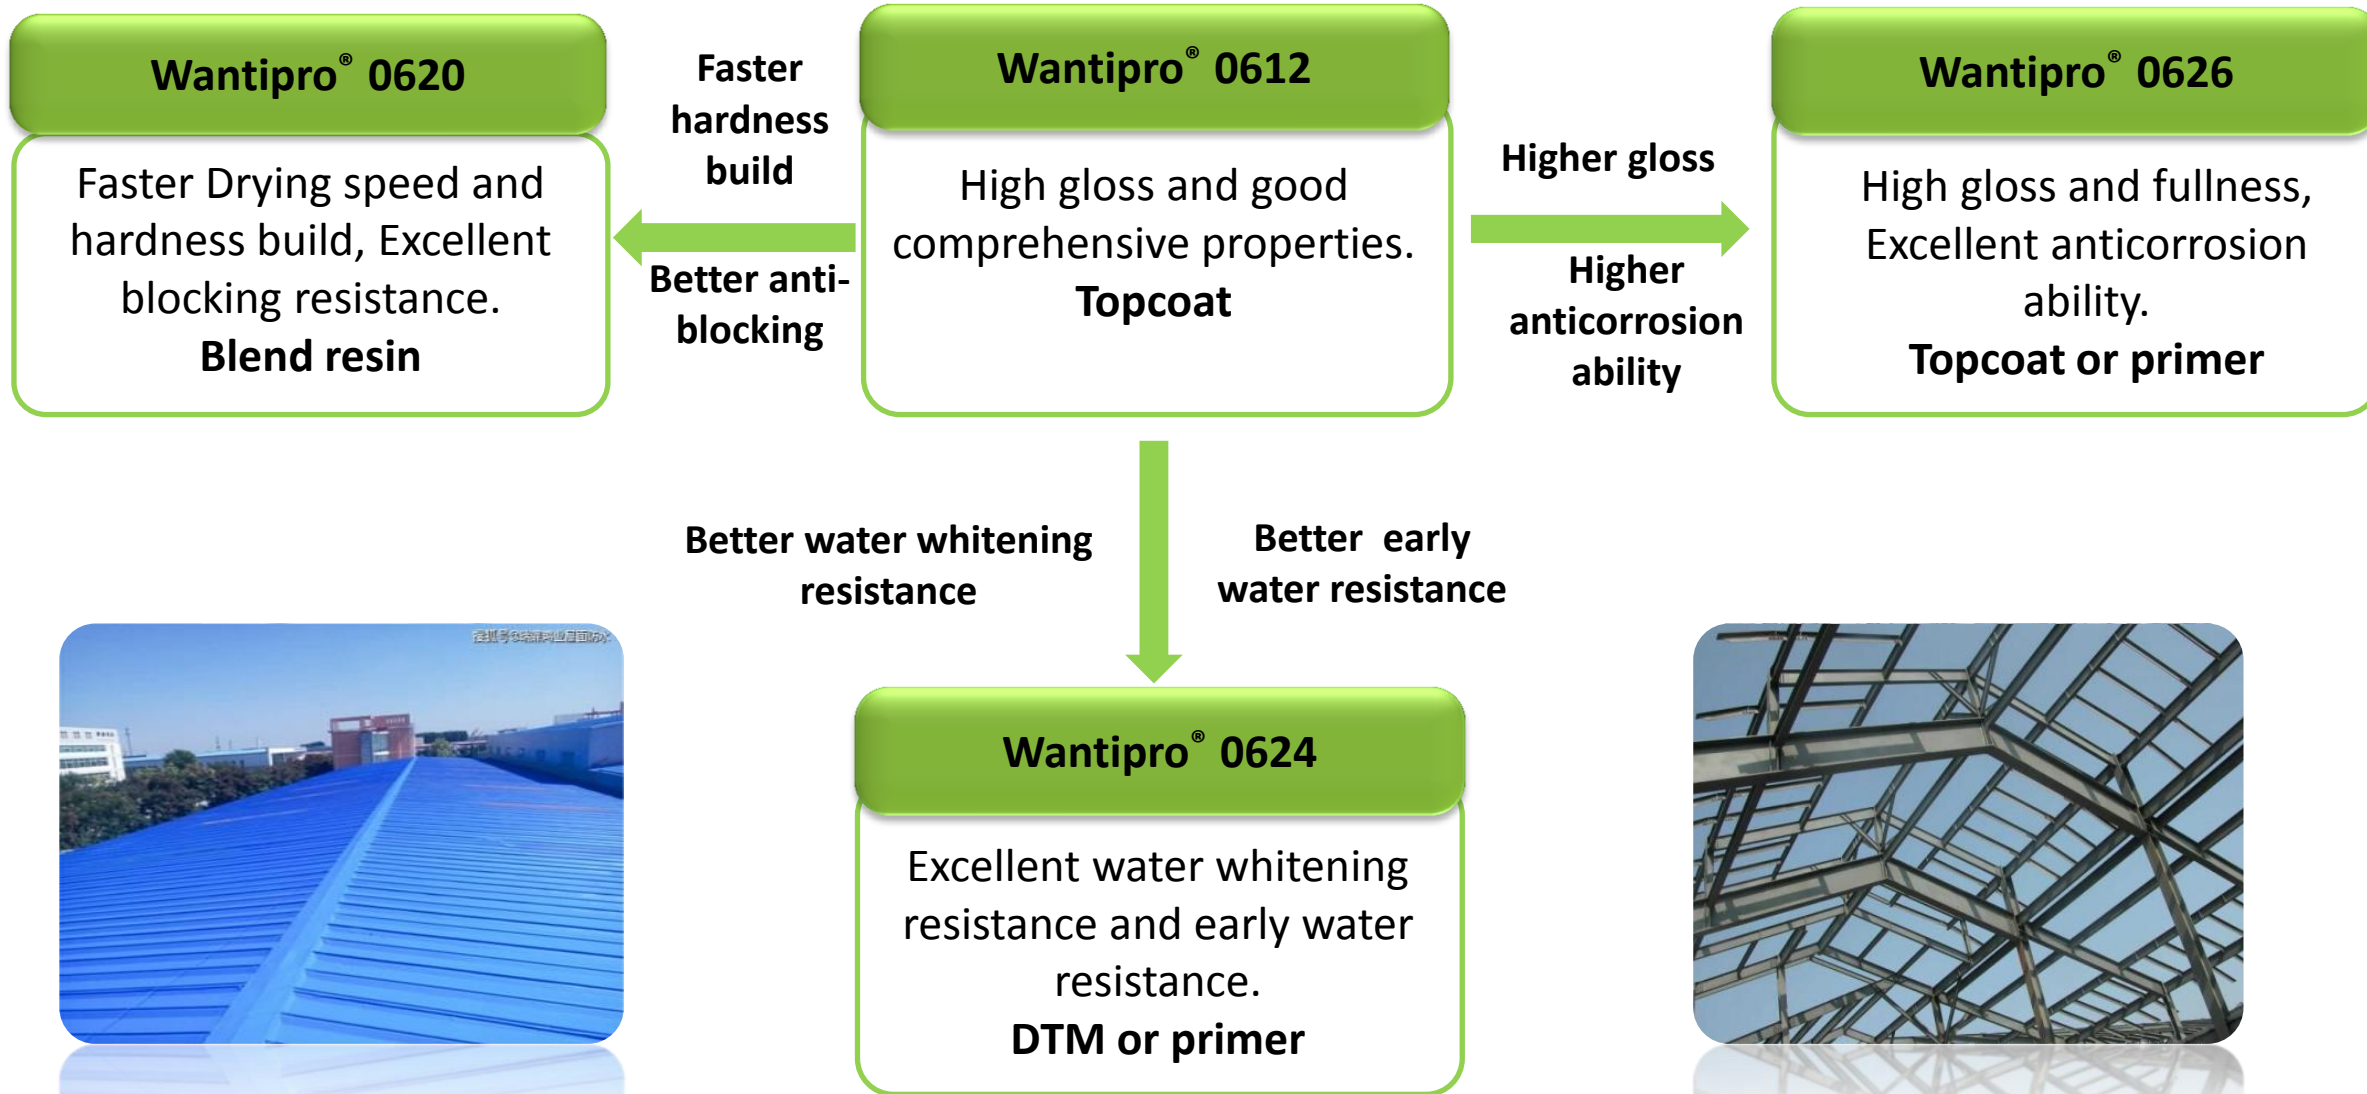 Wantipro® 0620
Faster Drying speed and
hardness build, Excellent
blocking resistance.
Blend resin
Faster
hardness
build
Better anti-
blocking
Wantipro® 0612
High gloss and good
comprehensive properties.
Topcoat
Higher gloss
Higher
anticorrosion
ability
Wantipro® 0626
High gloss and fullness,
Excellent anticorrosion
ability.
Topcoat or primer
Better water whitening
resistance
Better  early
water resistance
Wantipro® 0624
Excellent water whitening
resistance and early water
resistance.
DTM or primer